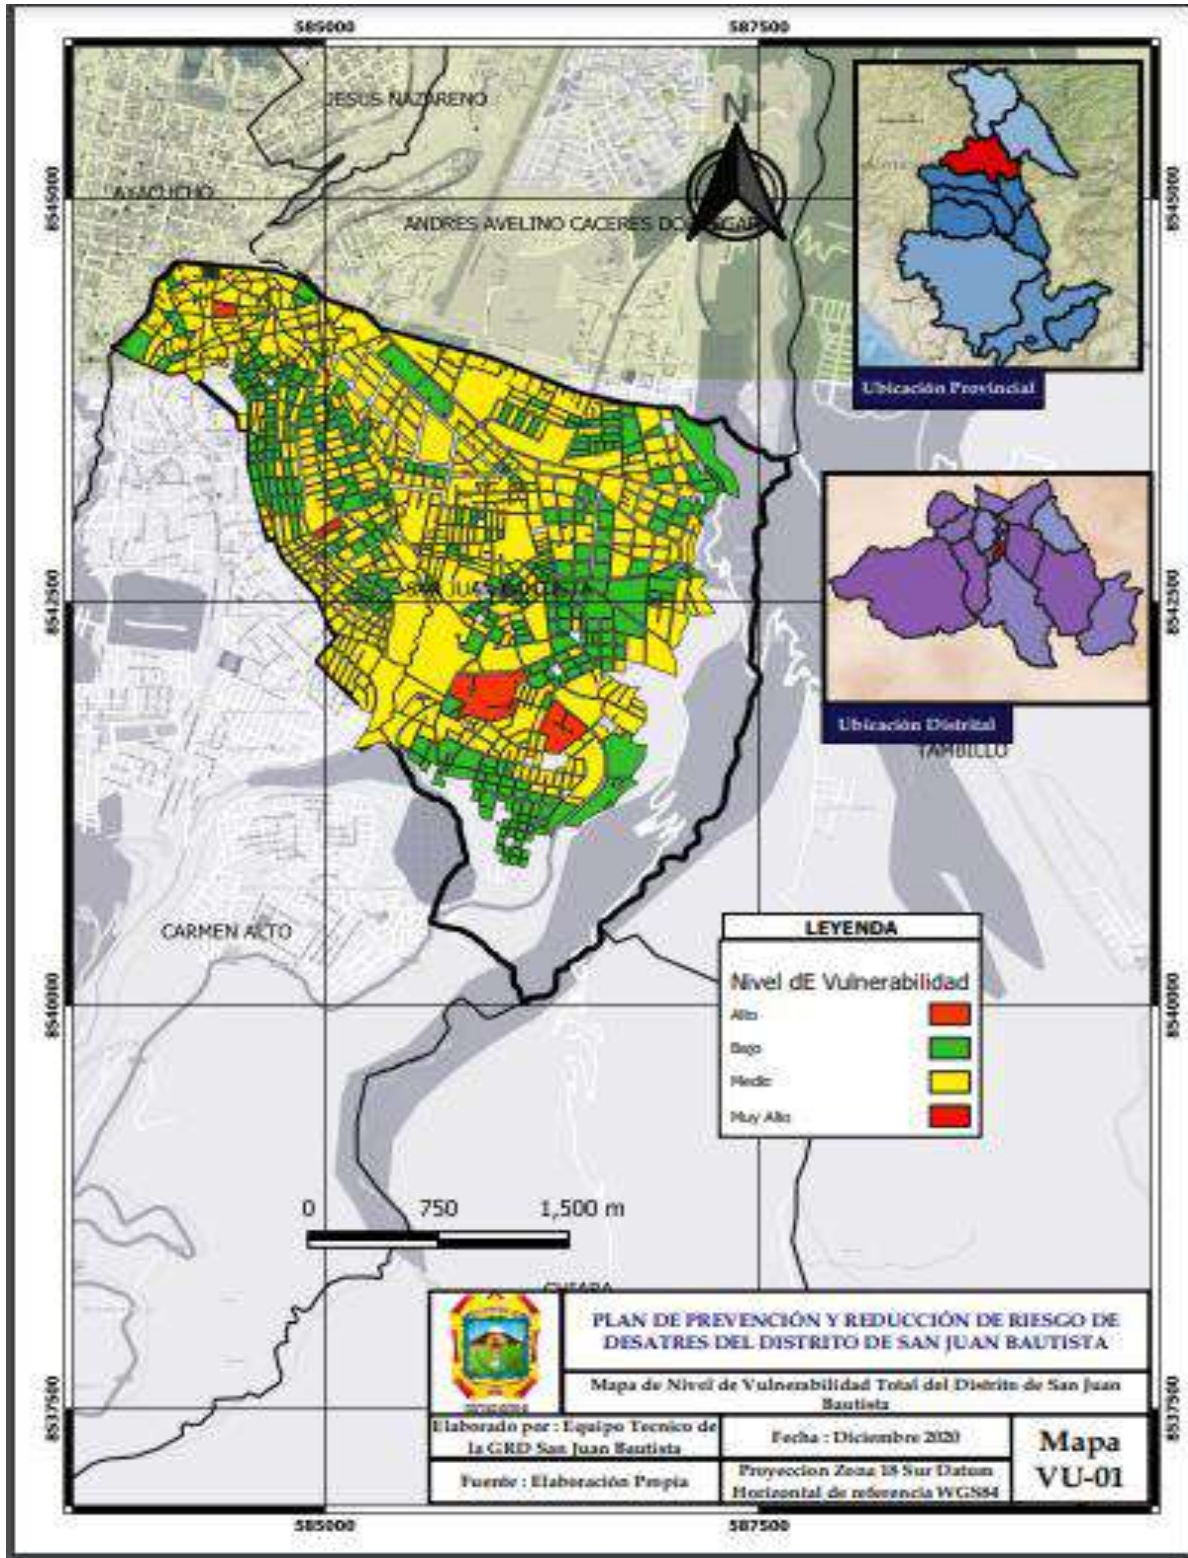 585000
587500
JESUS NAZARENO
N
AYACUCHO
8545000
8545000
ANDRES AVELINO CACERES
Ubicación Provincial
8542500
8542500
Ubicación Distrital
TAMBILLO
CARMEN ALTO
LEYENDA
Nivel dE Vulnerabilidad
Alto
Bajo
Medio
Muy Alto
8540000
8540000
0 750 1,500 m
PLAN DE PREVENCIÓN Y REDUCCIÓN DE RIESGO DE
DESATRES DEL DISTRITO DE SAN JUAN BAUTISTA
Mapa de Nivel de Vulnerabilidad Total del Distrito de San Juan
Bautista
8537500
8537500
Elaborado por : Equipo Tecnico de
la GRD San Juan Bautista
Fecha : Diciembre 2020
Mapa
VU-01
Fuente : Elaboración Propia
Proyeccion Zona 18 Sur Datum
Horizontal de referencia WGS84
585000
587500